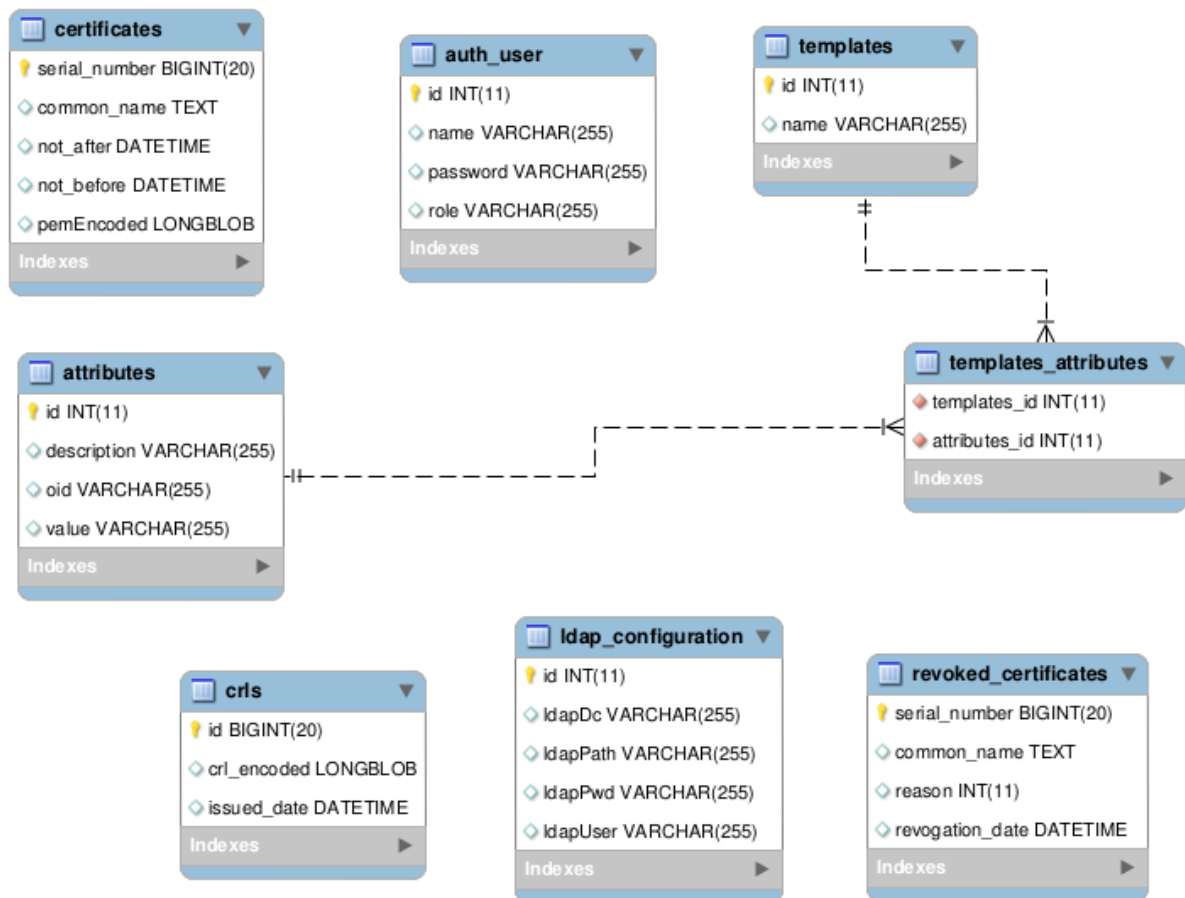 certificates
serial_number BIGINT(20)
common_name TEXT
not_after DATETIME
not_before DATETIME
pemEncoded LONGBLOB
Indexes
auth_user
id INT(11)
name VARCHAR(255)
password VARCHAR(255)
role VARCHAR(255)
Indexes
templates
id INT(11)
name VARCHAR(255)
Indexes
attributes
id INT(11)
description VARCHAR(255)
oid VARCHAR(255)
value VARCHAR(255)
Indexes
templates_attributes
templates_id INT(11)
attributes_id INT(11)
Indexes
crls
id BIGINT(20)
crl_encoded LONGBLOB
issued_date DATETIME
Indexes
ldap_configuration
id INT(11)
ldapDc VARCHAR(255)
ldapPath VARCHAR(255)
ldapPwd VARCHAR(255)
ldapUser VARCHAR(255)
Indexes
revoked_certificates
serial_number BIGINT(20)
common_name TEXT
reason INT(11)
revogation_date DATETIME
Indexes